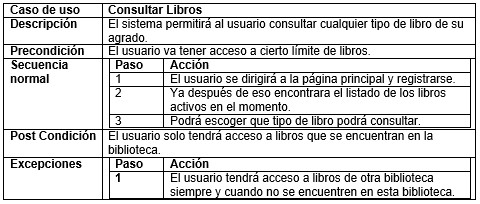 Caso de uso Consultar Libros
Descripción El sistema permitirá al usuario consultar cualquier tipo de libro de su
agrado.
Precondición El usuario va tener acceso a cierto límite de libros.
Secuencia Paso Acción
normal 1 El usuario se dirigirá a la página principal y registrarse.
2 Ya después de eso encontrara el listado de los libros
activos en el momento.
3 Podrá escoger que tipo de libro podrá consultar.
Post Condición El usuario solo tendrá acceso a libros que se encuentran en la
biblioteca.
Excepciones Paso Acción
1 El usuario tendrá acceso a libros de otra biblioteca
siempre y cuando no se encuentren en esta biblioteca.